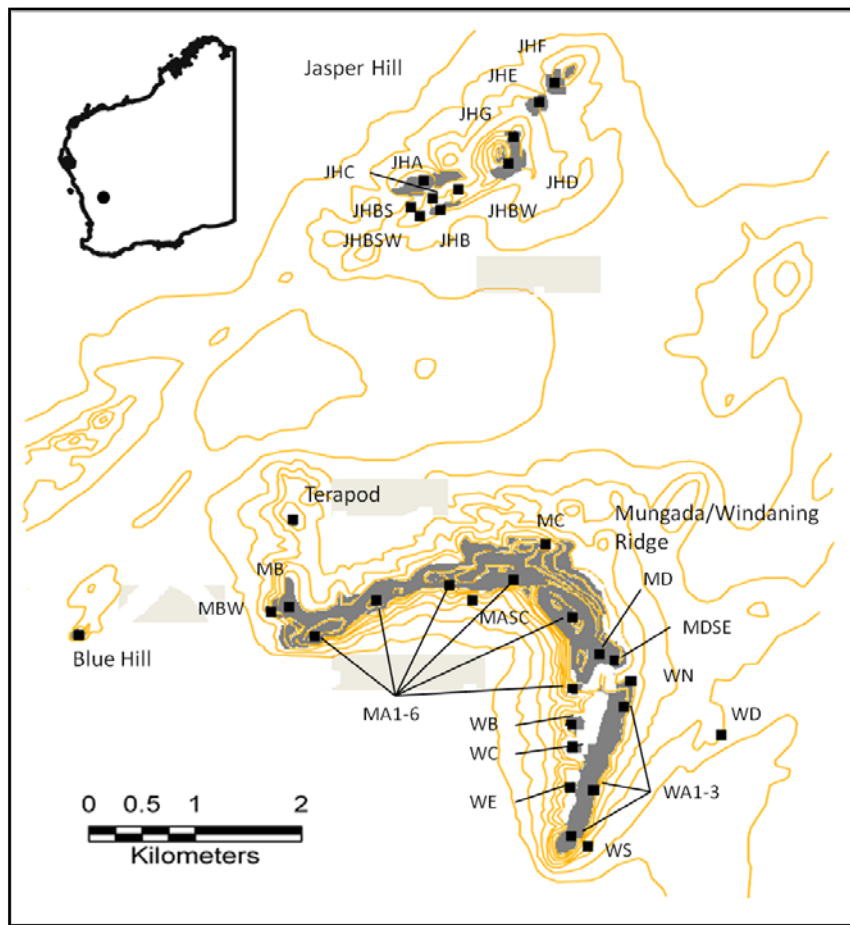 JHF
Jasper Hill
JHE
JHG
JHA
JHC
JHD
JHBS
JHBW
JHBSW
JHB
Terapod
Mungada/Windaning
Ridge
MC
MB
MD
MBW
MASC
MDSE
Blue Hill
WN
MA1-6
WB
WD
WC
WE
WA1-3
0 0.5 1 2
Kilometers
WS